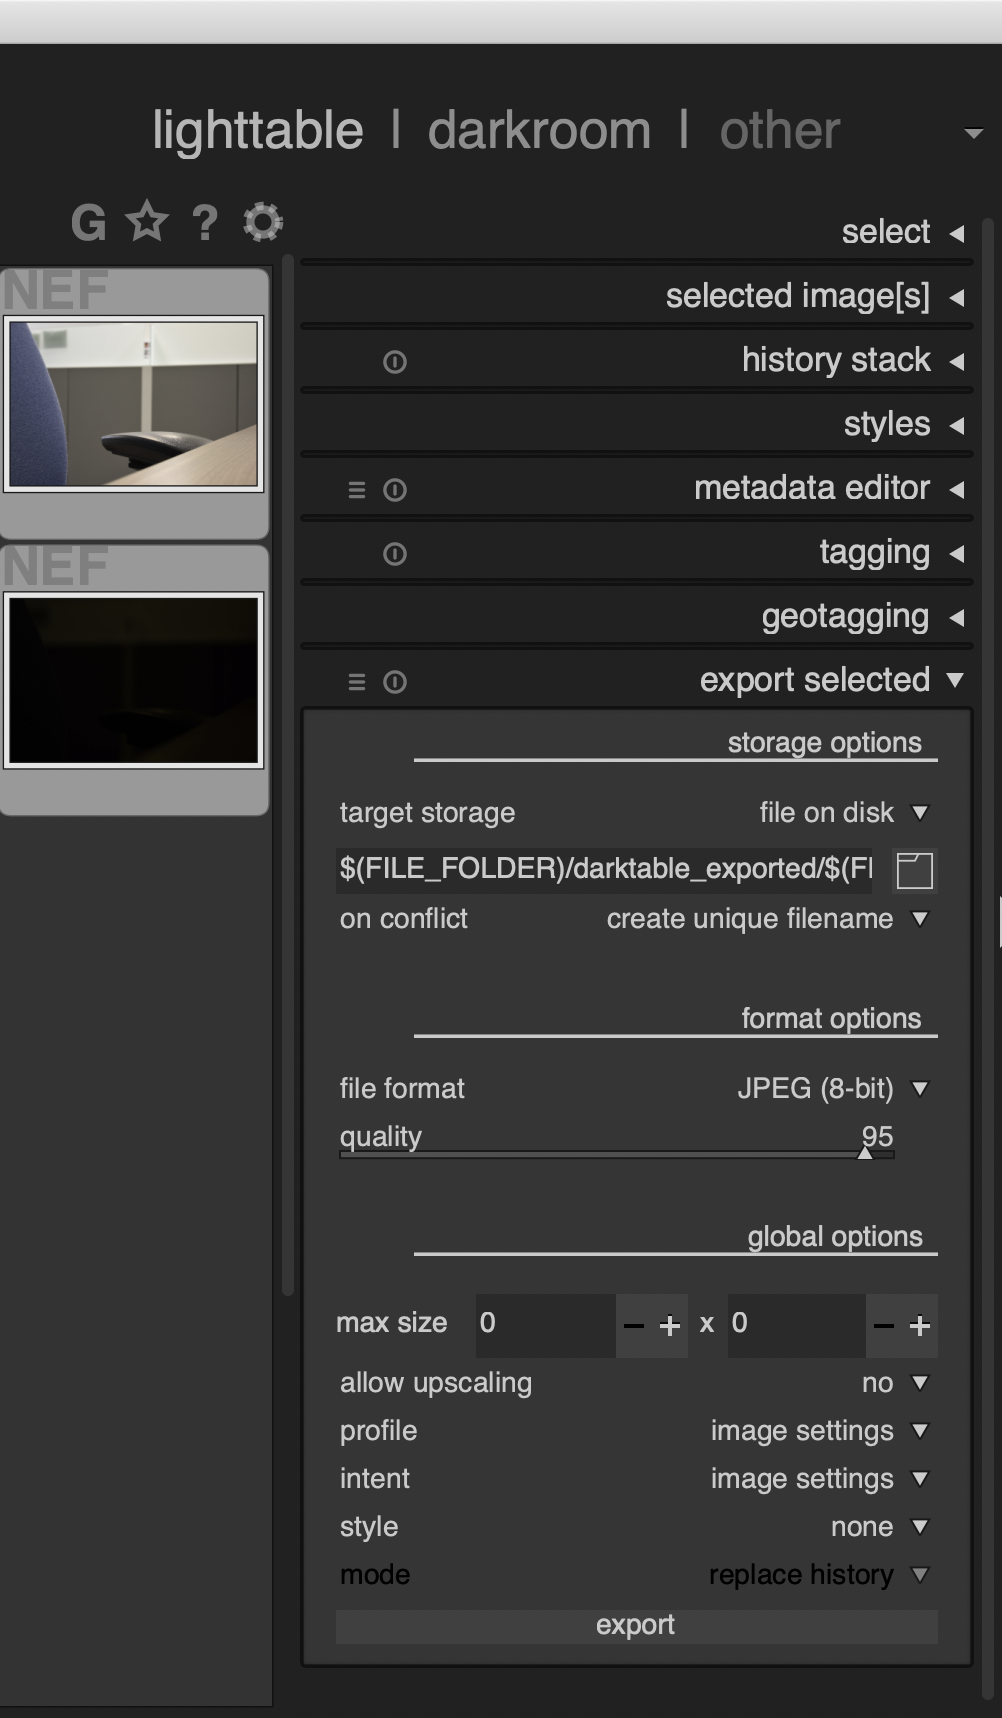 lighttable | darkroom | other
G ?
select
NEF
selected image[s]
history stack
styles
metadata editor
tagging
NEF
geotagging
export selected
storage options
target storage file on disk
$(FILE_FOLDER)/darktable_exported/$(FI
on conflict create unique filename
format options
file format JPEG (8-bit)
quality 95
global options
max size 0 − + x 0 − +
allow upscaling no
profile image settings
intent image settings
style none
mode replace history
export